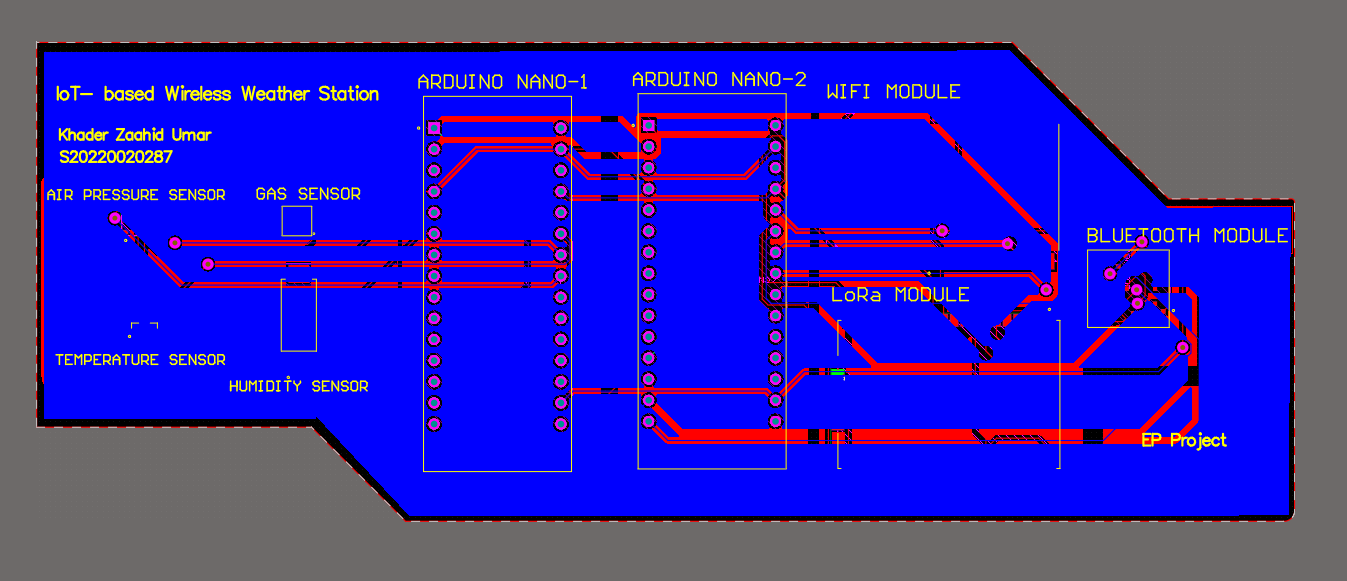 IoT- based Wireless Weather Station
Khader Zaahid Umar
S20220020287
AIR PRESSURE SENSOR
GAS SENSOR
TEMPERATURE SENSOR
HUMIDITY SENSOR
ARDUINO NANO-1
ARDUINO NANO-2
WIFI MODULE
BLUETOOTH MODULE
LoRa MODULE
EP Project